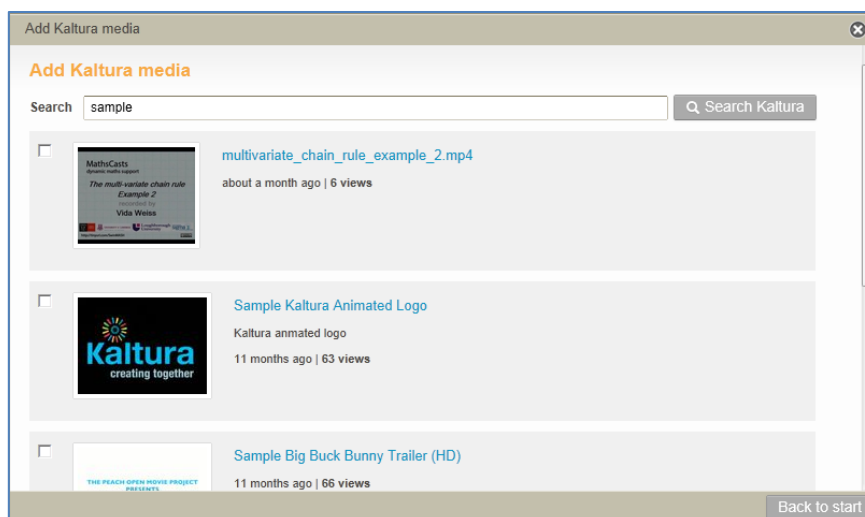 Add Kaltura media
Add Kaltura media
Search sample Search Kaltura
multivariate_chain_rule_example_2.mp4
about a month ago | 6 views
MathsCasts
dynamic maths support
The multi-variate chain rule
Example 2
recorded by
Vida Weiss
Sample Kaltura Animated Logo
Kaltura anmated logo
11 months ago | 63 views
Kaltura
creating together
Sample Big Buck Bunny Trailer (HD)
11 months ago | 66 views
THE PEACH OPEN MOVIE PROJECT
PRESENTS
Back to start